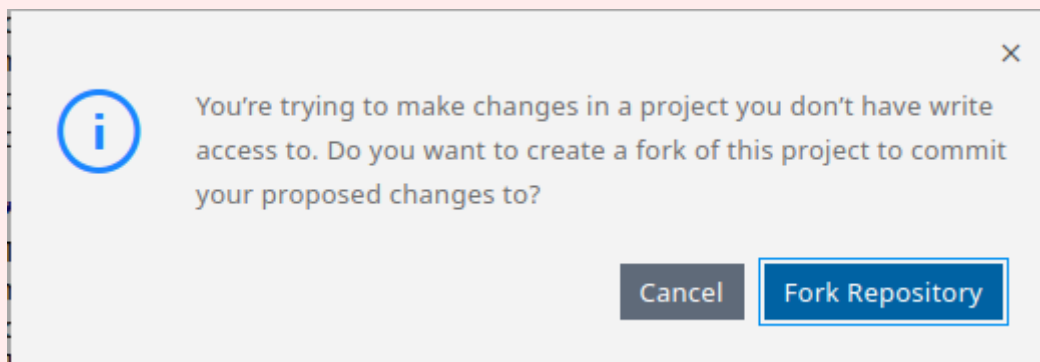 You’re trying to make changes in a project you don’t have write
access to. Do you want to create a fork of this project to commit
your proposed changes to?
Cancel Fork Repository